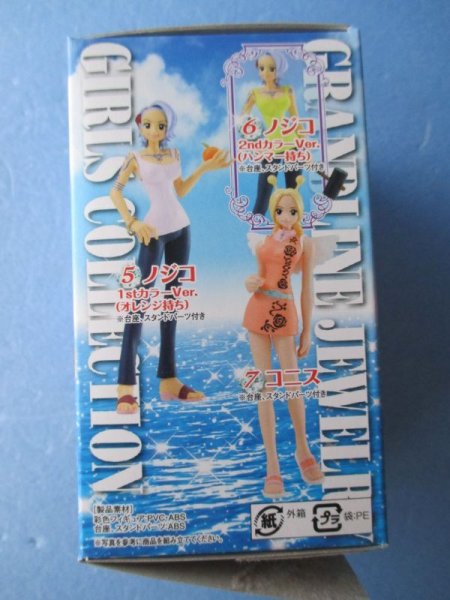 GIRLS COLLECTION
GRANDLINE JEWELRY
6 ノジコ
2ndカラーVer.
(ハンマー持ち)
※台座、スタンドパーツ付き
5 ノジコ
1stカラーVer.
(オレンジ持ち)
※台座、スタンドパーツ付き
7 コニス
※台座、スタンドパーツ付き
[製品素材]
彩色フィギュア:PVC・ABS
台座、スタンドパーツ:ABS
※写真を参考に商品を組み立ててください。
紙 外箱
プラ 袋:PE